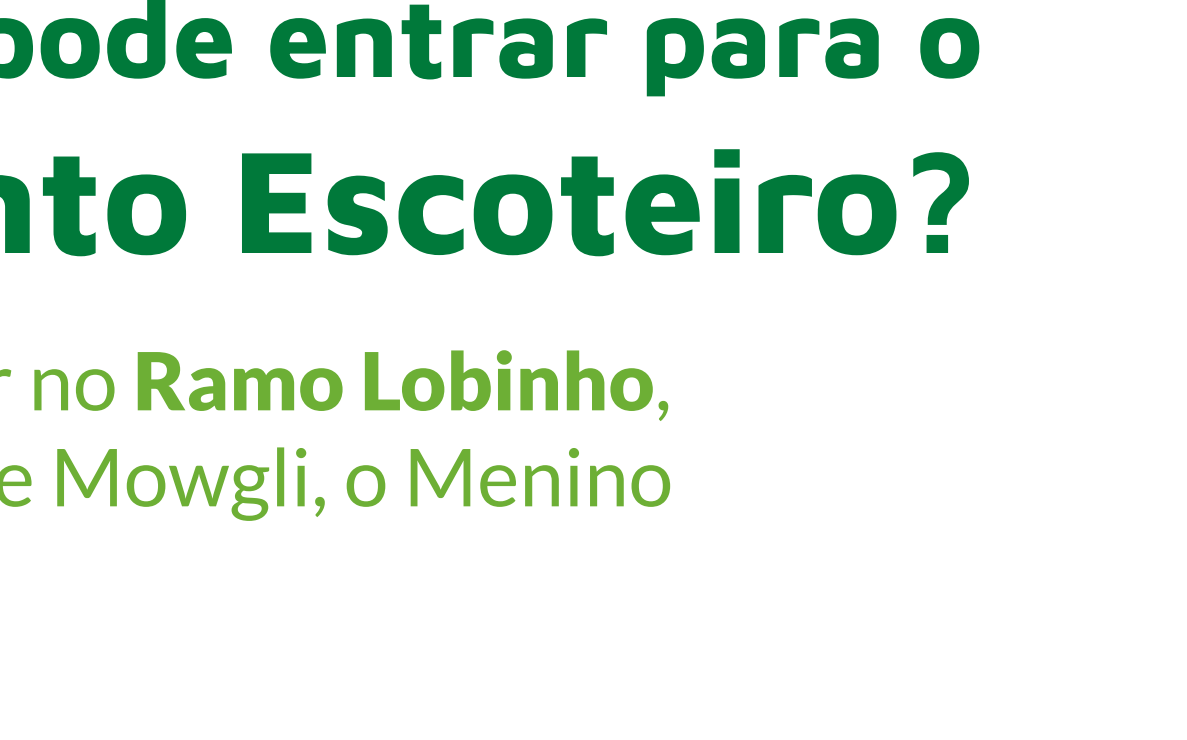 pode entrar para o
nto Escoteiro?
r no Ramo Lobinho,
e Mowgli, o Menino